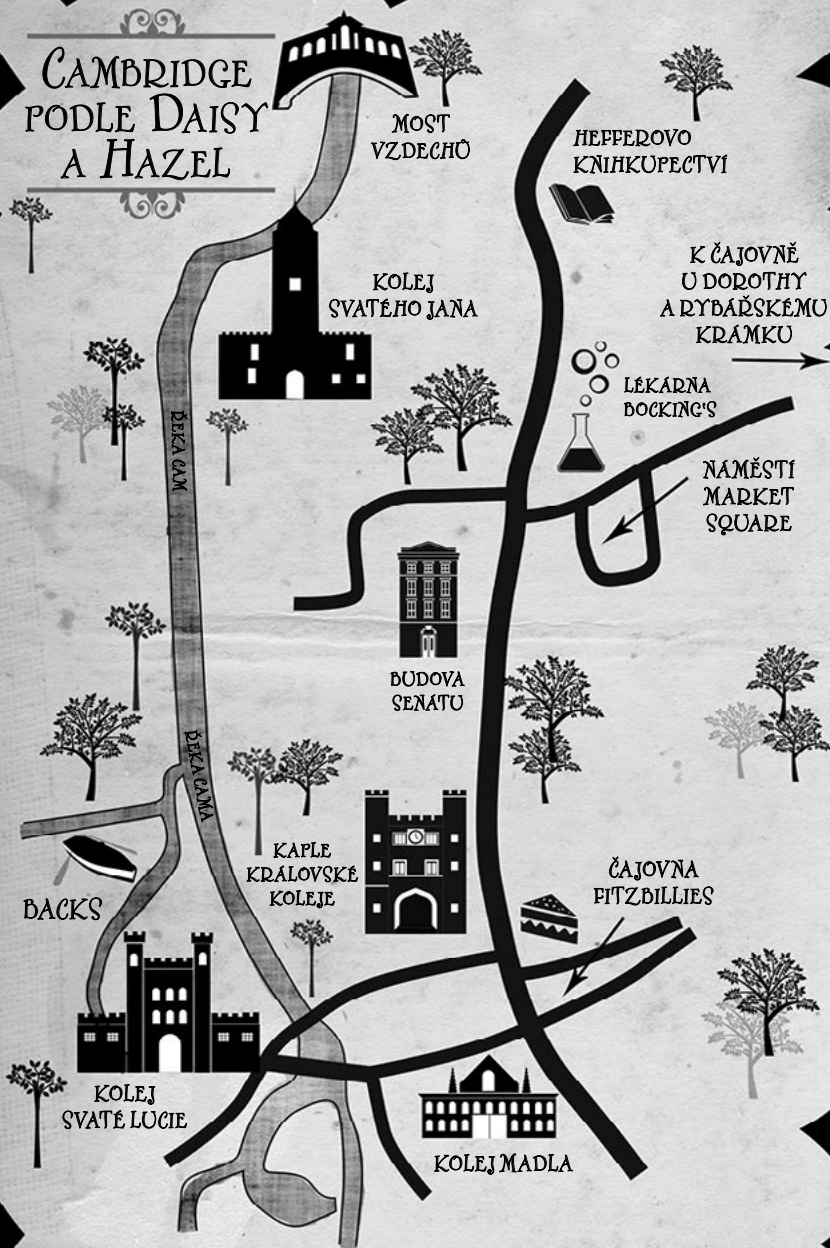 CAMBRIDGE
PODLE DAISY
A HAZEL
MOST
VZDECHŮ
HEFFEROVO
KNIHKUPECTVÍ
K ČAJOVNĚ
U DOROTHY
A RYBÁŘSKÉMU
KRÁMKU
KOLEJ
SVATÉHO JANA
LÉKÁRNA
BOCKING'S
ŘEKA CAM
NÁMĚSTÍ
MARKET
SQUARE
BUDOVA
SENÁTU
ŘEKA CAMA
KAPLE
KRÁLOVSKÉ
KOLEJE
ČAJOVNA
FITZBILLIES
BACKS
KOLEJ
SVATÉ LUCIE
KOLEJ MADLA